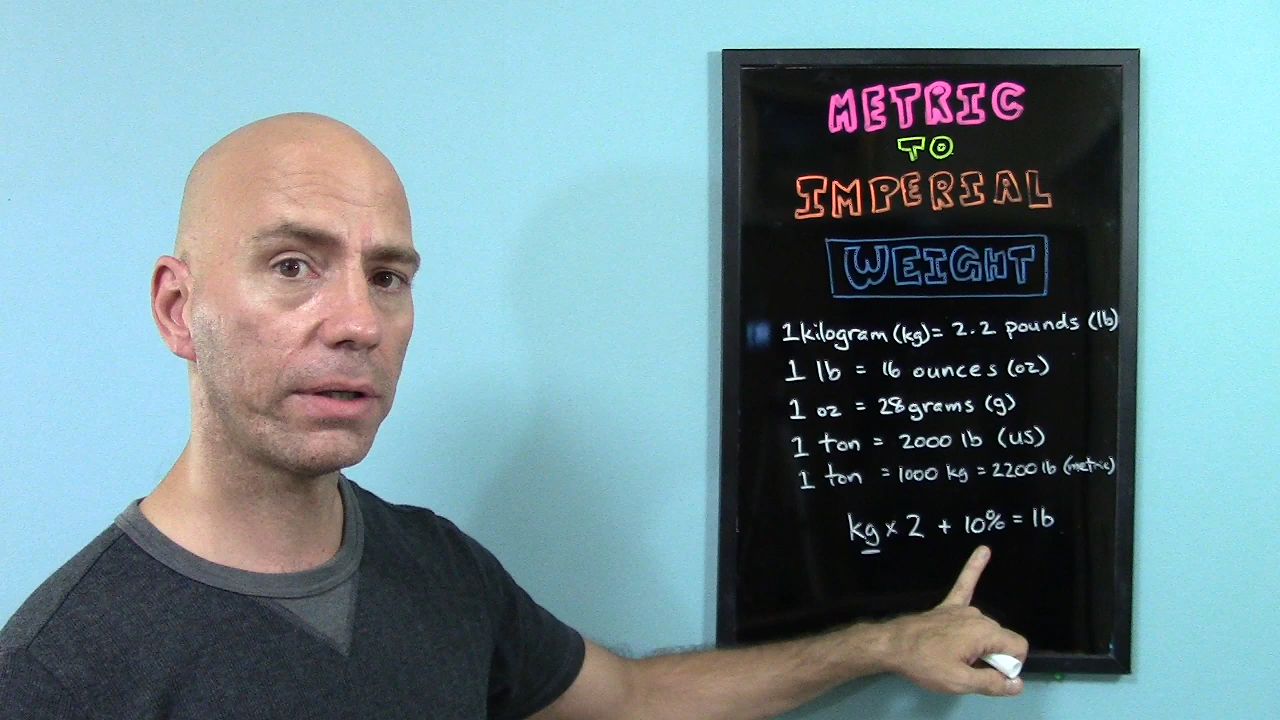 METRIC
TO
IMPERIAL
WEIGHT
1 kilogram (kg) = 2.2 pounds (lb)
1 lb = 16 ounces (oz)
1 oz = 28 grams (g)
1 ton = 2000 lb (us)
1 ton = 1000 kg = 2200 lb (metric)
kg x 2 + 10% = lb